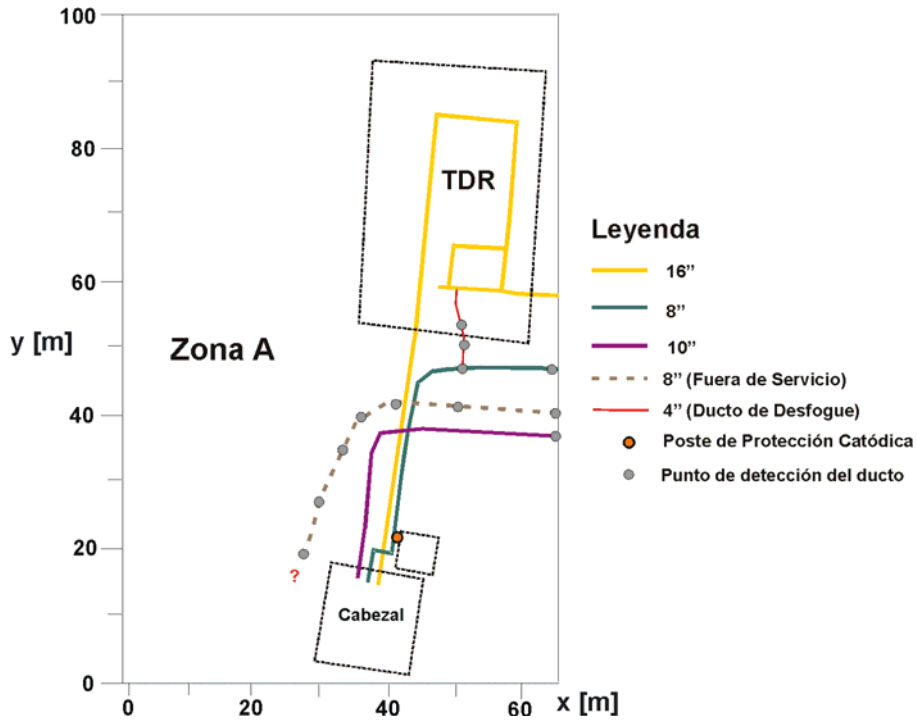 100
80
60
40
20
0
y [m]
0
20
40
60
x [m]
Zona A
TDR
Cabezal
?
Leyenda
16”
8”
10”
8” (Fuera de Servicio)
4” (Ducto de Desfogue)
Poste de Protección Catódica
Punto de detección del ducto